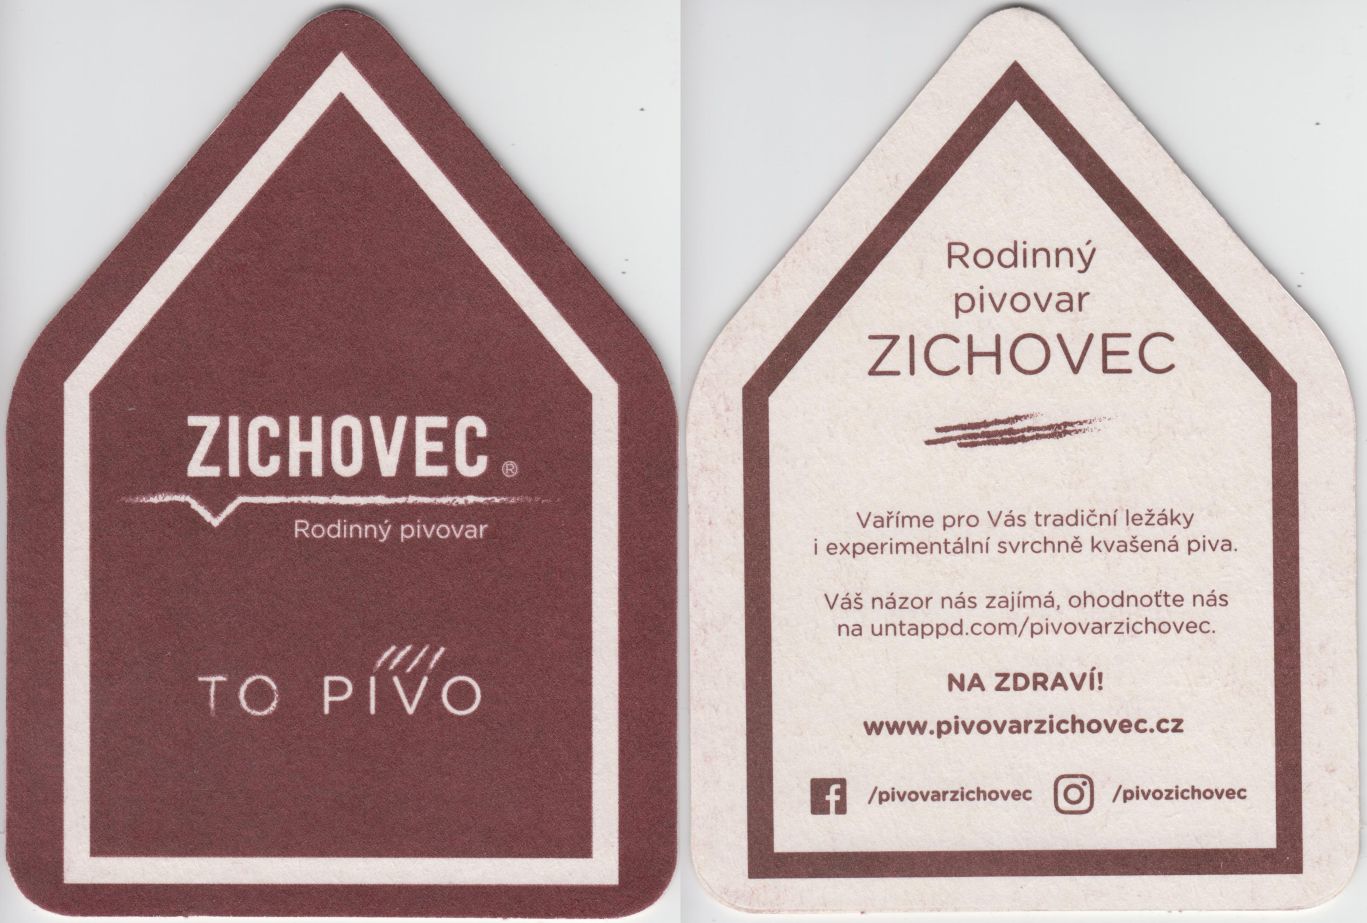 ZICHOVEC ®
Rodinný pivovar
TO PIVO
Rodinný
pivovar
ZICHOVEC
Vaříme pro Vás tradiční ležáky
i experimentální svrchně kvašená piva.
Váš názor nás zajímá, ohodnoťte nás
na untappd.com/pivovarzichovec.
NA ZDRAVÍ!
www.pivovarzichovec.cz
/pivovarzichovec /pivozichovec